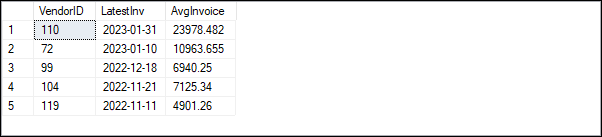 VendorID LatestInv AvgInvoice
1 110 2023-01-31 23978.482
2 72 2023-01-10 10963.655
3 99 2022-12-18 6940.25
4 104 2022-11-21 7125.34
5 119 2022-11-11 4901.26